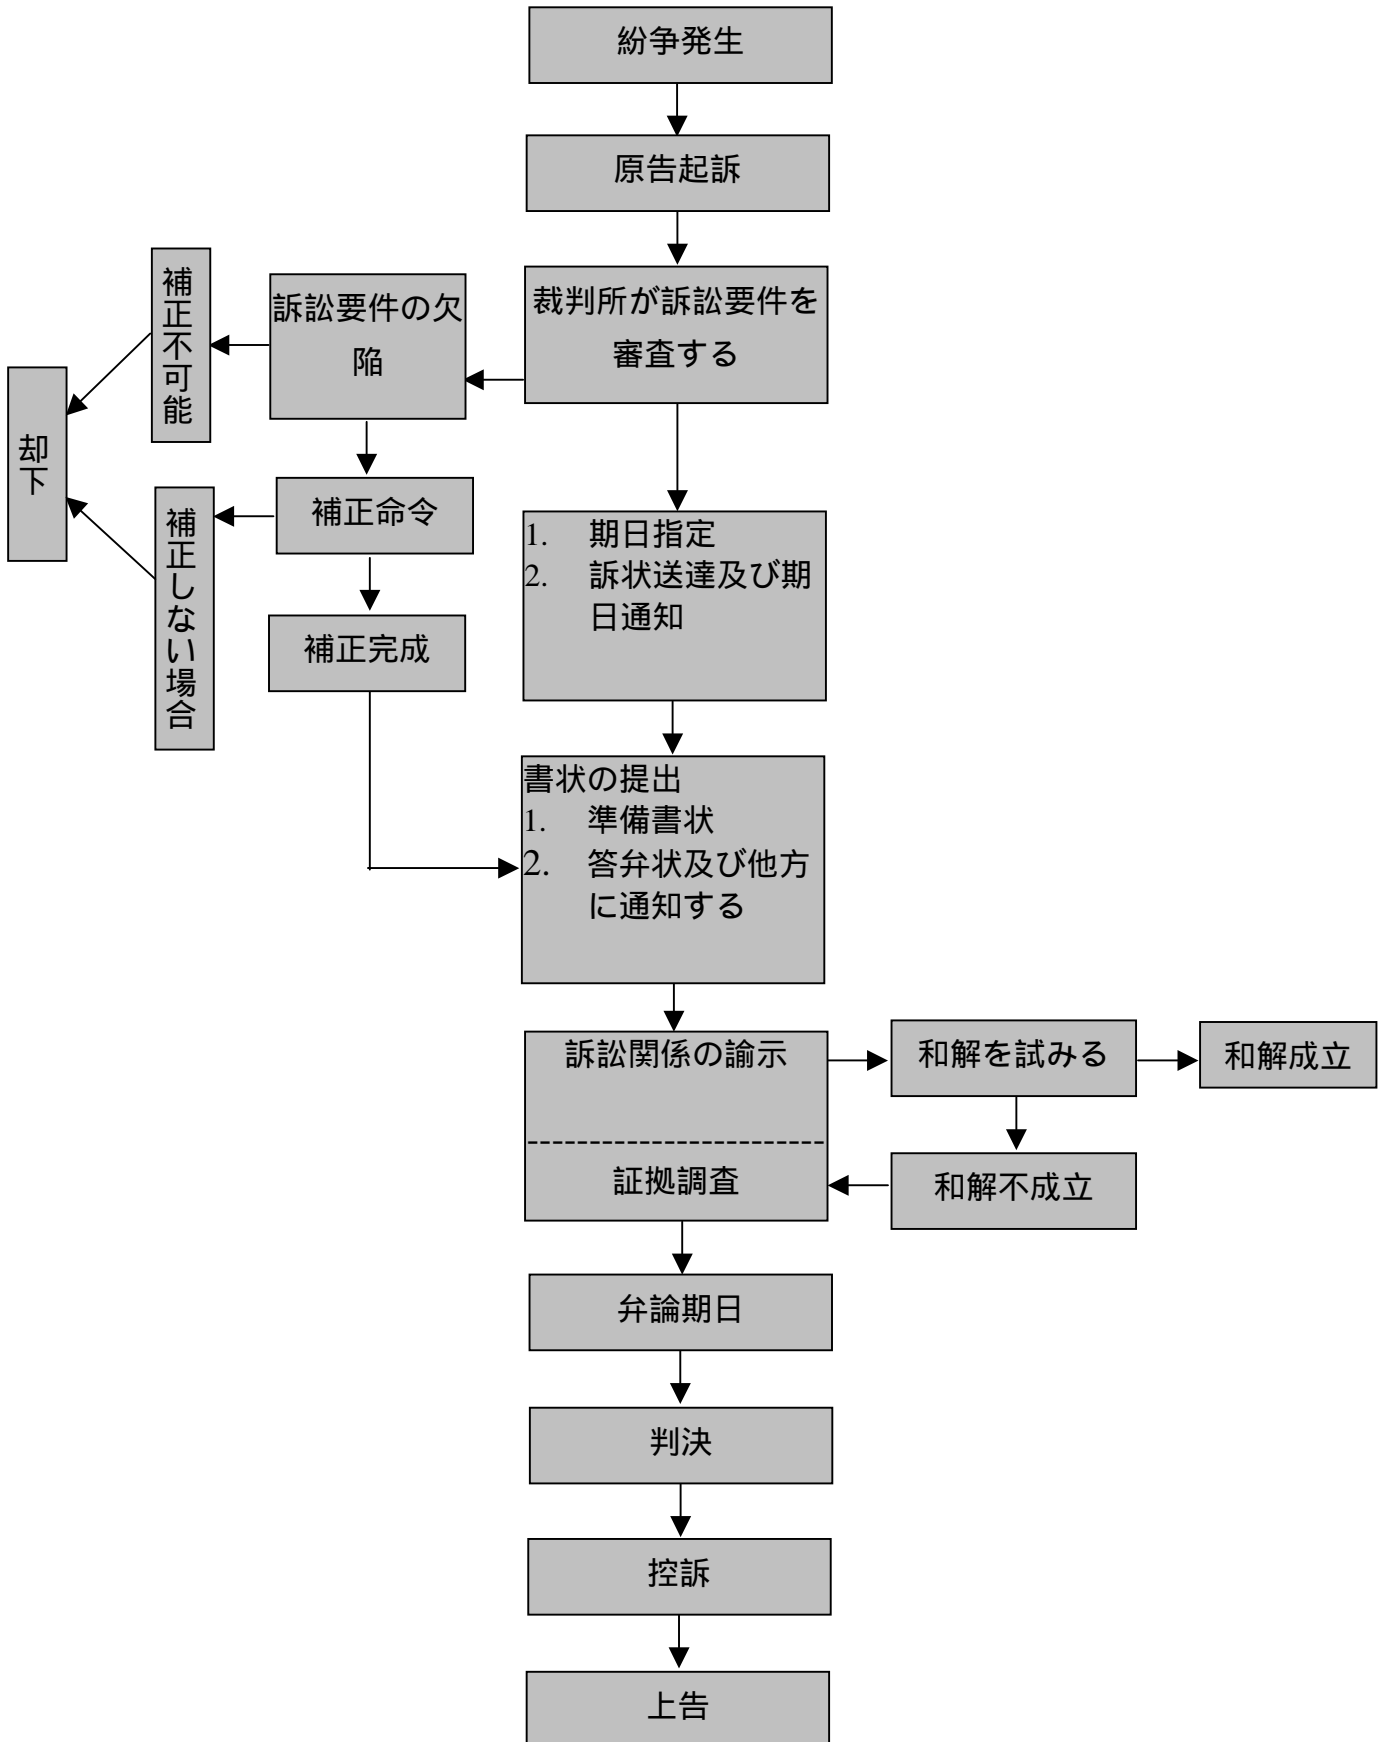 紛争発生
原告起訴
裁判所が訴訟要件を
審査する
訴訟要件の欠
陥
補正不可能
却下
補正命令
補正しない場合
補正完成
1. 期日指定
2. 訴状送達及び期
日通知
書状の提出
1. 準備書状
2. 答弁状及び他方
に通知する
訴訟関係の諭示
和解を試みる
和解成立
証拠調査
和解不成立
弁論期日
判決
控訴
上告